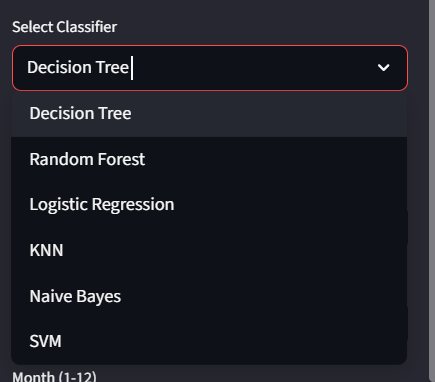 Select Classifier
Decision Tree
Decision Tree
Random Forest
Logistic Regression
KNN
Naive Bayes
SVM
Month (1-12)